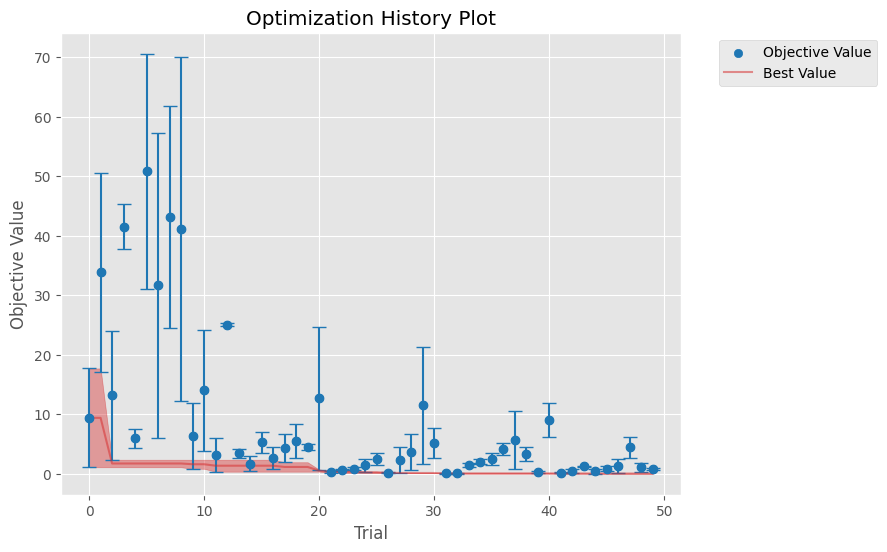 Optimization History Plot
Objective Value
Best Value
70
60
50
40
30
20
10
0
Objective Value
0 10 20 30 40 50
Trial